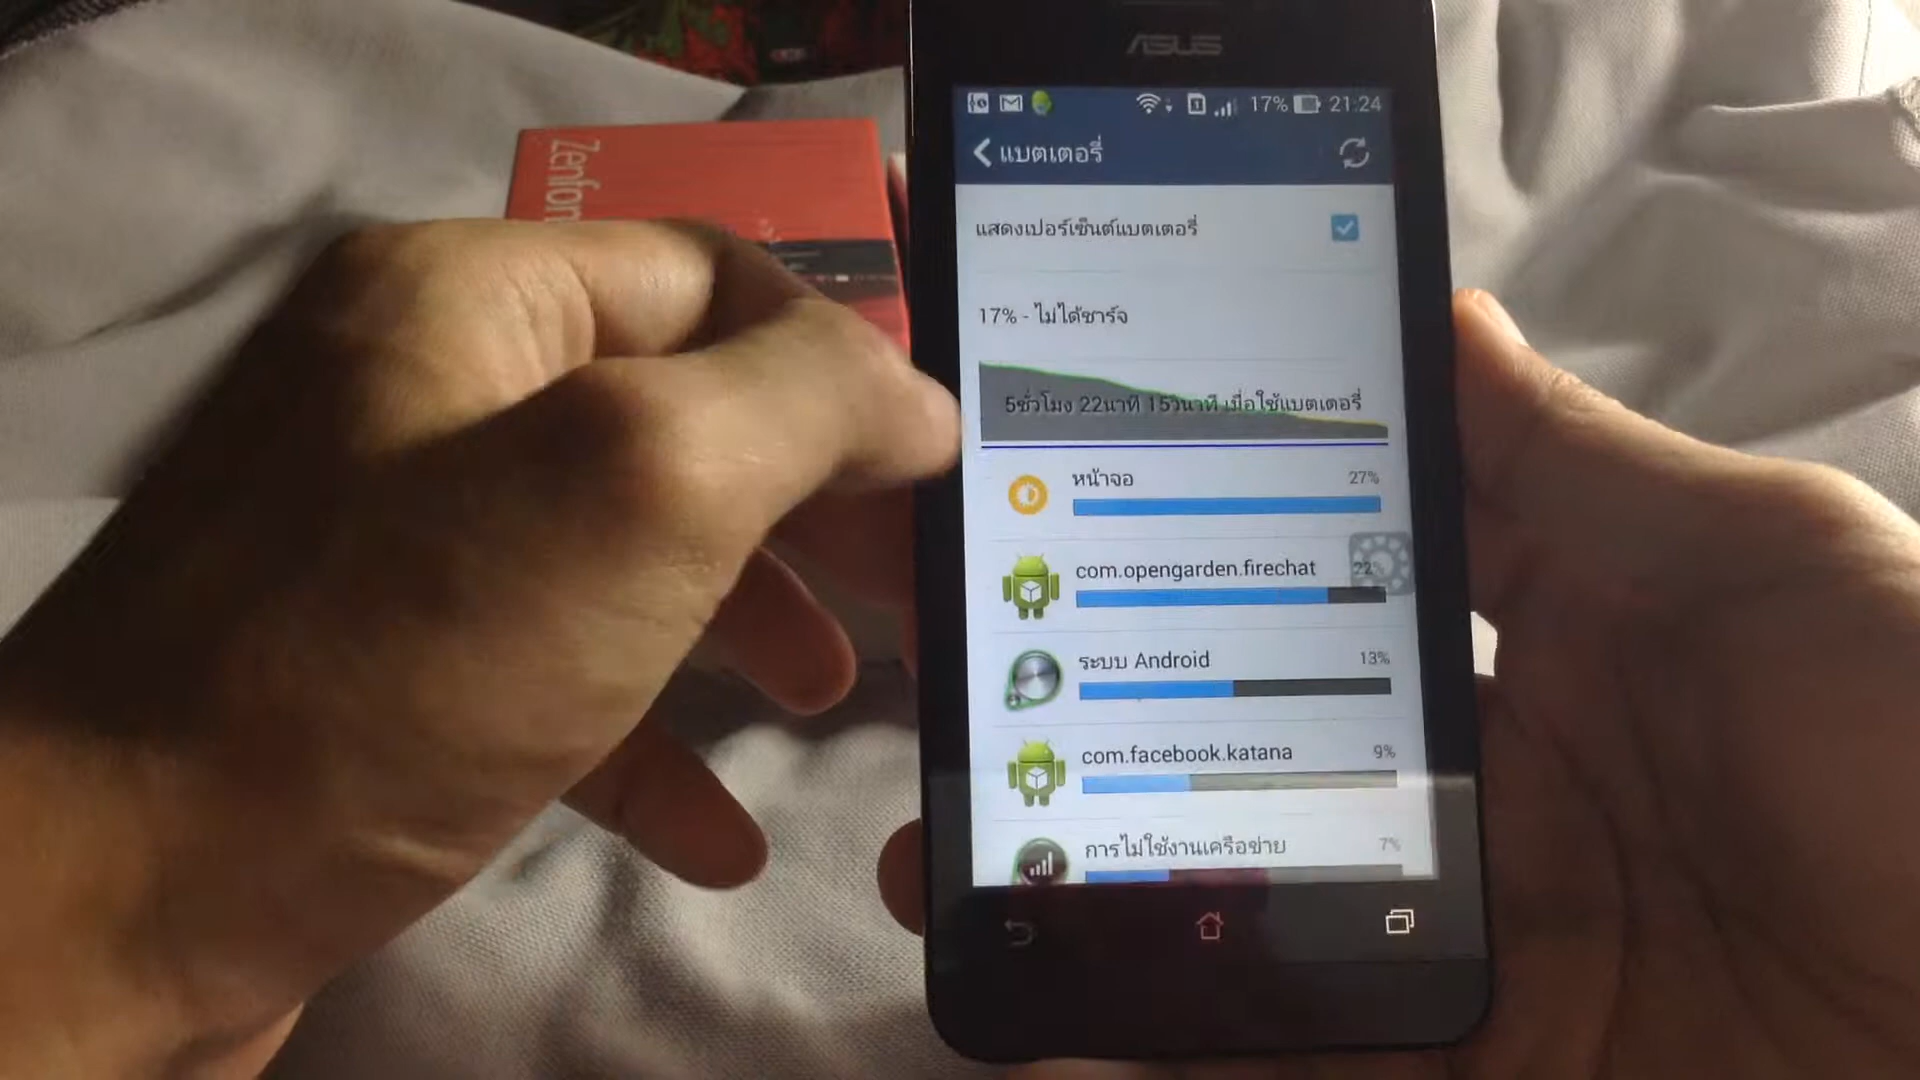 ASUS
17% 21:24
แบตเตอรี่
แสดงเปอร์เซ็นต์แบตเตอรี่
17% - ไม่ได้ชาร์จ
5ชั่วโมง 22นาที 15วินาที เมื่อใช้แบตเตอรี่
หน้าจอ 27%
com.opengarden.firechat 22%
ระบบ Android 13%
com.facebook.katana 9%
การไม่ใช้งานเครือข่าย 7%
Zenfon